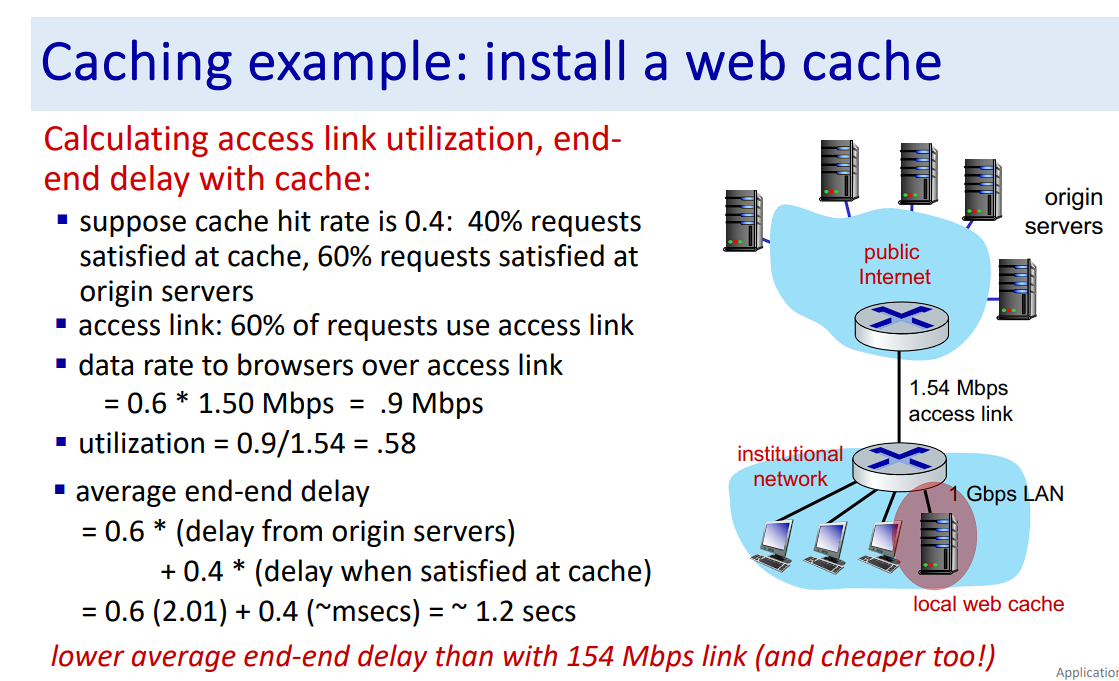 Caching example: install a web cache
Calculating access link utilization, end-
end delay with cache:
▪ suppose cache hit rate is 0.4: 40% requests
satisfied at cache, 60% requests satisfied at
origin servers
▪ access link: 60% of requests use access link
▪ data rate to browsers over access link
= 0.6 * 1.50 Mbps = .9 Mbps
▪ utilization = 0.9/1.54 = .58
▪ average end-end delay
= 0.6 * (delay from origin servers)
+ 0.4 * (delay when satisfied at cache)
= 0.6 (2.01) + 0.4 (~msecs) = ~ 1.2 secs
lower average end-end delay than with 154 Mbps link (and cheaper too!)
origin
servers
public
Internet
1.54 Mbps
access link
institutional
network
1 Gbps LAN
local web cache
Application